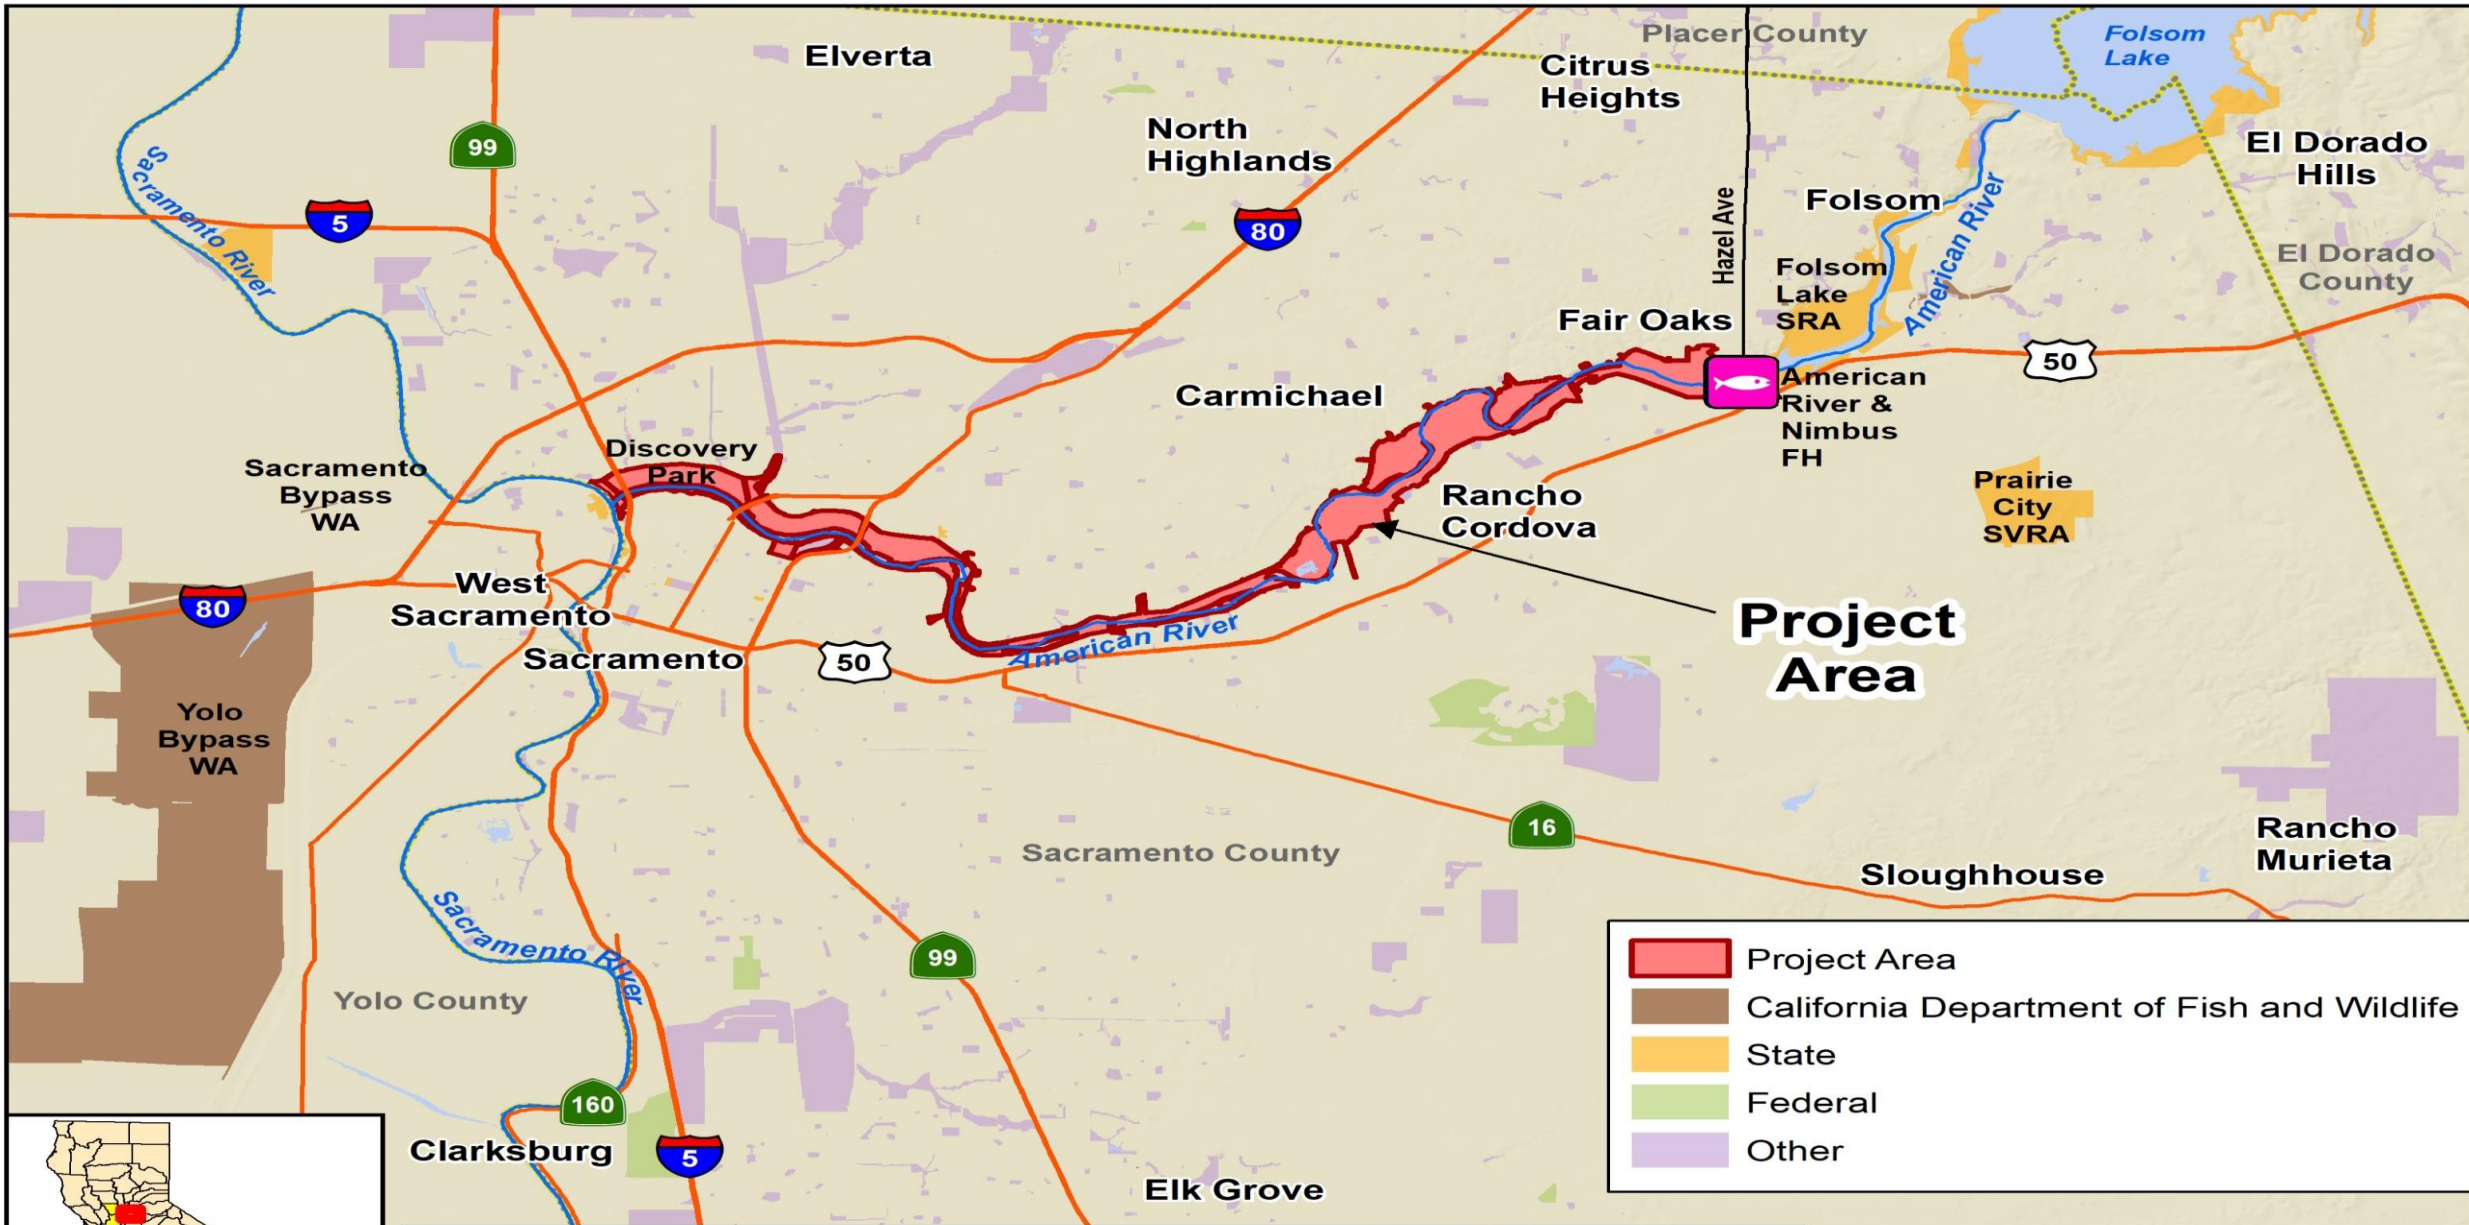 Placer County
Folsom
Lake
Elverta
Citrus
Heights
North
Highlands
99
El Dorado
Hills
Sacramento River
5
80
Hazel Ave
Folsom
American River
El Dorado
County
Folsom
Lake
SRA
Fair Oaks
50
American
River &
Nimbus
FH
Carmichael
Discovery
Park
Sacramento
Bypass
WA
Rancho
Cordova
Prairie
City
SVRA
West
Sacramento
80
Project
Area
American River
Sacramento
50
Yolo
Bypass
WA
16
Sacramento County
Rancho
Murieta
Sloughhouse
Sacramento River
99
Yolo County
160
Clarksburg
5
Elk Grove
Project Area
California Department of Fish and Wildlife
State
Federal
Other